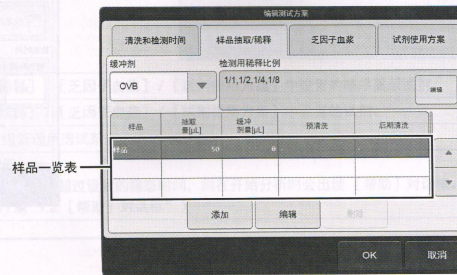 编辑测试方案
清洗和检测时间 样品抽取/稀释 乏因子血浆 试剂使用方案
缓冲剂 检测用稀释比例
OVB 1/1,1/2,1/4,1/8 编辑
样品 抽取量[μL] 缓冲剂量[μL] 预清洗 后期清洗
样品 50 0 - -
样品一览表
添加 编辑 删除
OK 取消